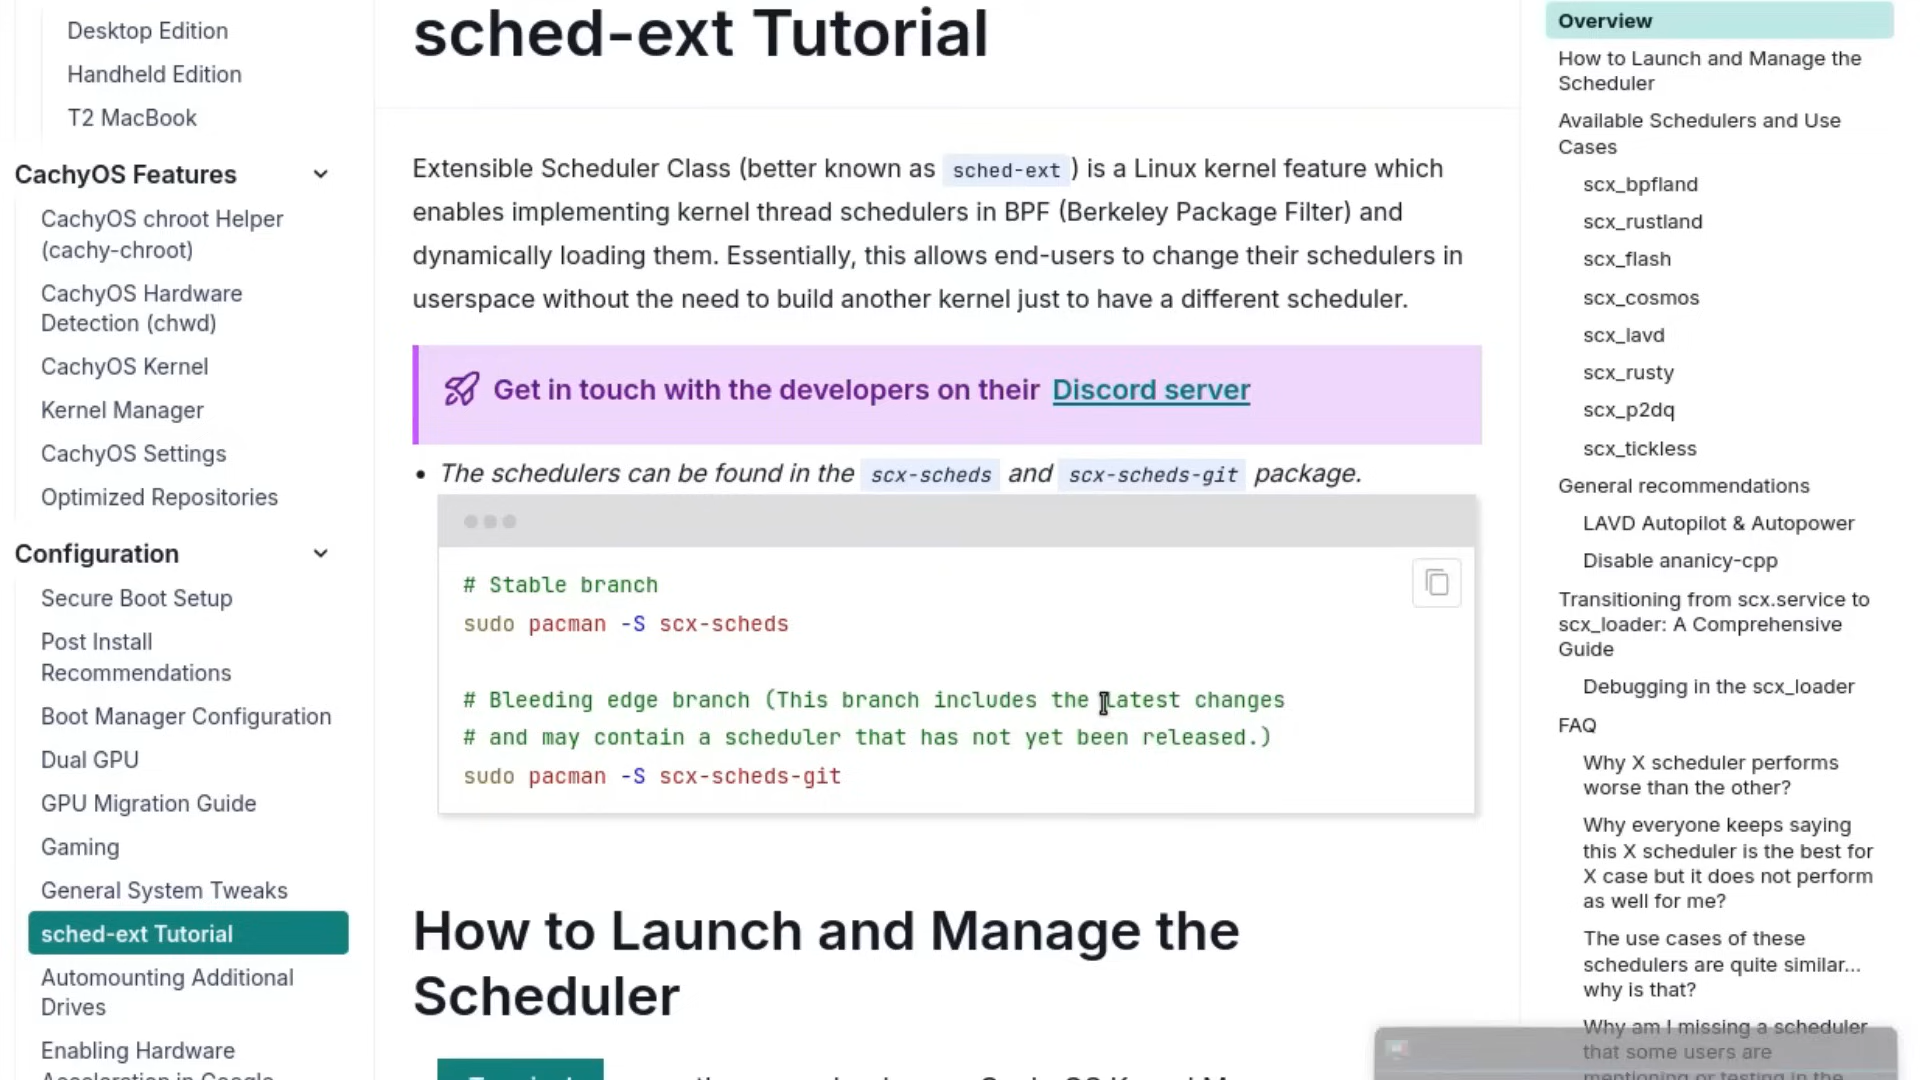 Desktop Edition
Handheld Edition
T2 MacBook
CachyOS Features
CachyOS chroot Helper
(cachy-chroot)
CachyOS Hardware
Detection (chwd)
CachyOS Kernel
Kernel Manager
CachyOS Settings
Optimized Repositories
Configuration
Secure Boot Setup
Post Install
Recommendations
Boot Manager Configuration
Dual GPU
GPU Migration Guide
Gaming
General System Tweaks
sched-ext Tutorial
Automounting Additional
Drives
Enabling Hardware
sched-ext Tutorial
Extensible Scheduler Class (better known as sched-ext) is a Linux kernel feature which
enables implementing kernel thread schedulers in BPF (Berkeley Package Filter) and
dynamically loading them. Essentially, this allows end-users to change their schedulers in
userspace without the need to build another kernel just to have a different scheduler.
Get in touch with the developers on their Discord server
• The schedulers can be found in the scx-scheds and scx-scheds-git package.
# Stable branch
sudo pacman -S scx-scheds
# Bleeding edge branch (This branch includes the latest changes
# and may contain a scheduler that has not yet been released.)
sudo pacman -S scx-scheds-git
How to Launch and Manage the
Scheduler
Overview
How to Launch and Manage the
Scheduler
Available Schedulers and Use
Cases
scx_bpfland
scx_rustland
scx_flash
scx_cosmos
scx_lavd
scx_rusty
scx_p2dq
scx_tickless
General recommendations
LAVD Autopilot & Autopower
Disable ananicy-cpp
Transitioning from scx.service to
scx_loader: A Comprehensive
Guide
Debugging in the scx_loader
FAQ
Why X scheduler performs
worse than the other?
Why everyone keeps saying
this X scheduler is the best for
X case but it does not perform
as well for me?
The use cases of these
schedulers are quite similar...
why is that?
Why am I missing a scheduler
that some users are